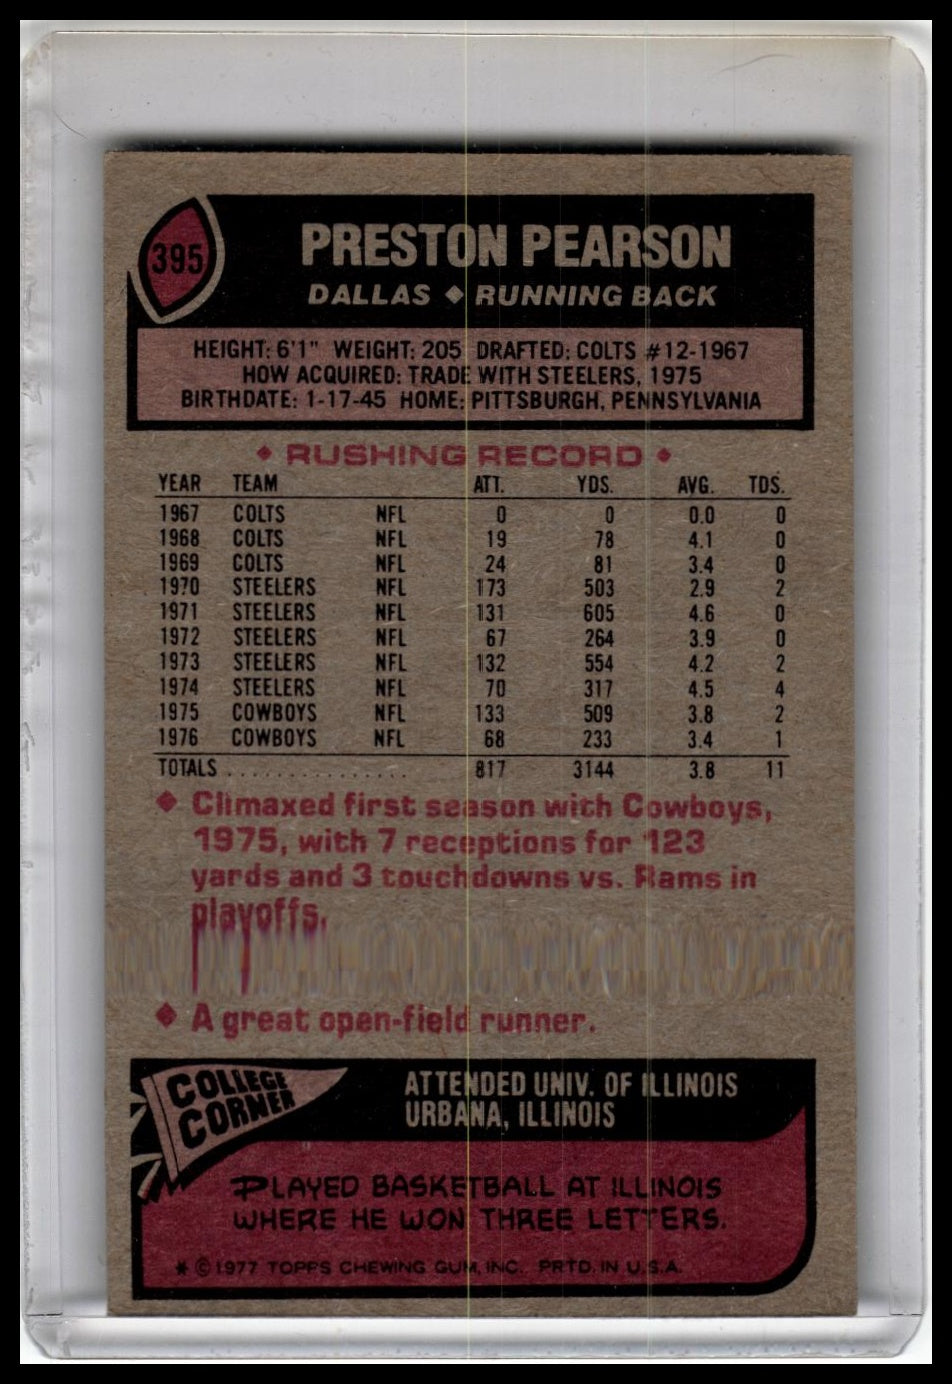 395
PRESTON PEARSON
DALLAS ◆ RUNNING BACK
HEIGHT: 6'1" WEIGHT: 205 DRAFTED: COLTS #12-1967
HOW ACQUIRED: TRADE WITH STEELERS, 1975
BIRTHDATE: 1-17-45 HOME: PITTSBURGH, PENNSYLVANIA
◆ RUSHING RECORD ◆
YEAR TEAM ATT. YDS. AVG. TDS.
1967 COLTS NFL 0 0 0.0 0
1968 COLTS NFL 19 78 4.1 0
1969 COLTS NFL 24 81 3.4 0
1970 STEELERS NFL 173 503 2.9 2
1971 STEELERS NFL 131 605 4.6 0
1972 STEELERS NFL 67 264 3.9 0
1973 STEELERS NFL 132 554 4.2 2
1974 STEELERS NFL 70 317 4.5 4
1975 COWBOYS NFL 133 509 3.8 2
1976 COWBOYS NFL 68 233 3.4 1
TOTALS . . . . . . . . . . . . . . . 817 3144 3.8 11
◆ Climaxed first season with Cowboys,
1975, with 7 receptions for 123
yards and 3 touchdowns vs. Rams in
playoffs.
◆ A great open-field runner.
COLLEGE
CORNER
ATTENDED UNIV. OF ILLINOIS
URBANA, ILLINOIS
PLAYED BASKETBALL AT ILLINOIS
WHERE HE WON THREE LETTERS.
* © 1977 TOPPS CHEWING GUM, INC. PRTD. IN U.S.A.